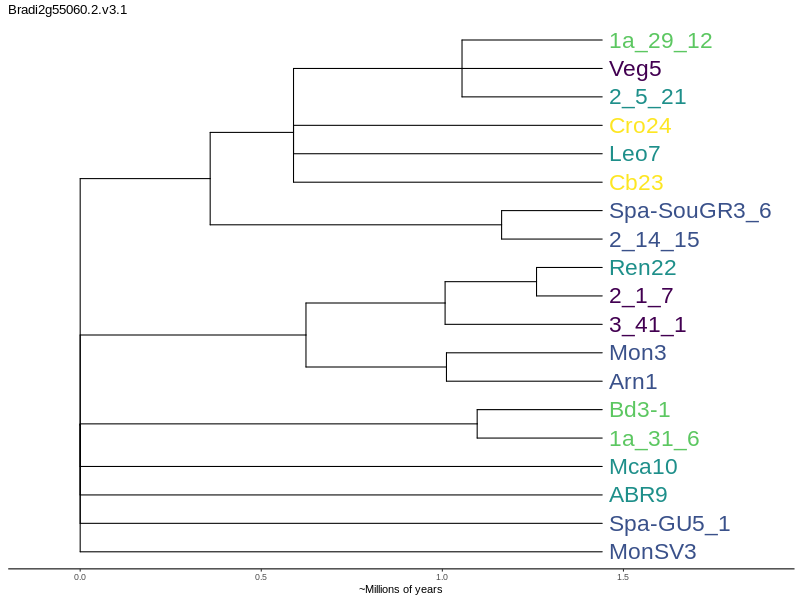 Bradi2g55060.2.v3.1
1a_29_12
Veg5
2_5_21
Cro24
Leo7
Cb23
Spa-SouGR3_6
2_14_15
Ren22
2_1_7
3_41_1
Mon3
Arn1
Bd3-1
1a_31_6
Mca10
ABR9
Spa-GU5_1
MonSV3
0.0 0.5 1.0 1.5
~Millions of years